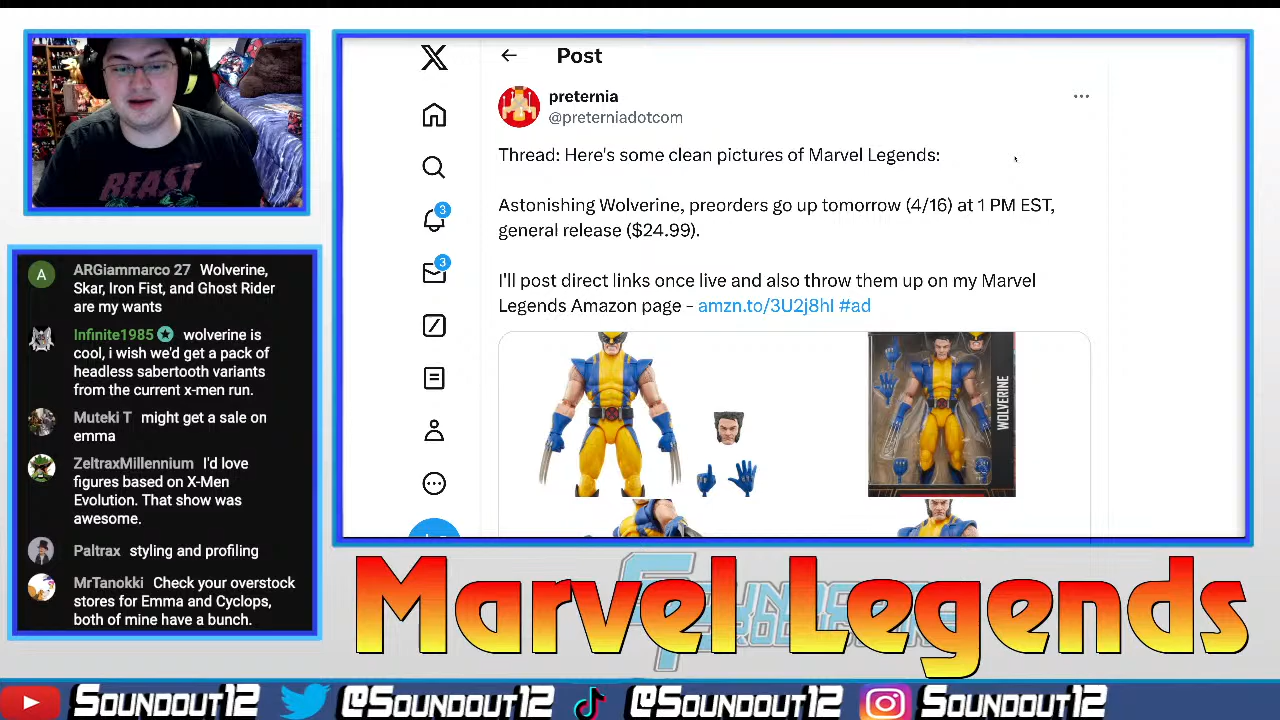 BEAST
Post
preternia
@preterniadotcom
Thread: Here's some clean pictures of Marvel Legends:
Astonishing Wolverine, preorders go up tomorrow (4/16) at 1 PM EST,
general release ($24.99).
I'll post direct links once live and also throw them up on my Marvel
Legends Amazon page - amzn.to/3U2j8hI #ad
3
3
WOLVERINE
ARGiammarco 27 Wolverine,
Skar, Iron Fist, and Ghost Rider
are my wants
Infinite1985 wolverine is
cool, i wish we'd get a pack of
headless sabertooth variants
from the current x-men run.
Muteki T might get a sale on
emma
ZeltraxMillennium I'd love
figures based on X-Men
Evolution. That show was
awesome.
Paltrax styling and profiling
MrTanokki Check your overstock
stores for Emma and Cyclops,
both of mine have a bunch.
Marvel Legends
Soundout12 @Soundout12 @Soundout12 Soundout12